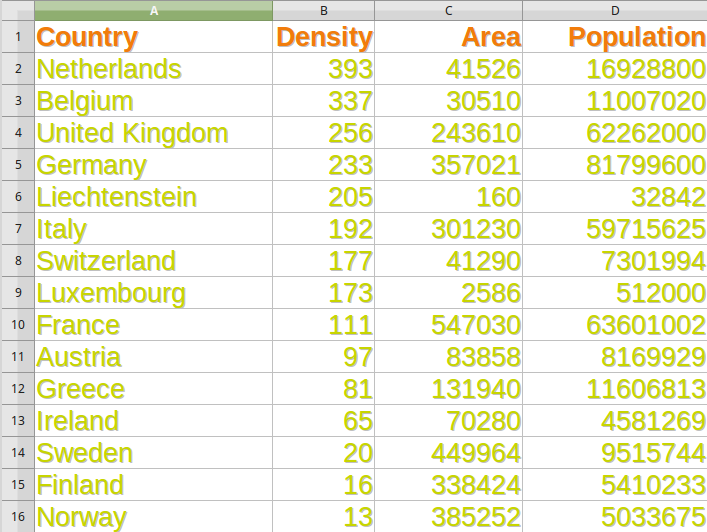 A B C D
1 Country Density Area Population
2 Netherlands 393 41526 16928800
3 Belgium 337 30510 11007020
4 United Kingdom 256 243610 62262000
5 Germany 233 357021 81799600
6 Liechtenstein 205 160 32842
7 Italy 192 301230 59715625
8 Switzerland 177 41290 7301994
9 Luxembourg 173 2586 512000
10 France 111 547030 63601002
11 Austria 97 83858 8169929
12 Greece 81 131940 11606813
13 Ireland 65 70280 4581269
14 Sweden 20 449964 9515744
15 Finland 16 338424 5410233
16 Norway 13 385252 5033675